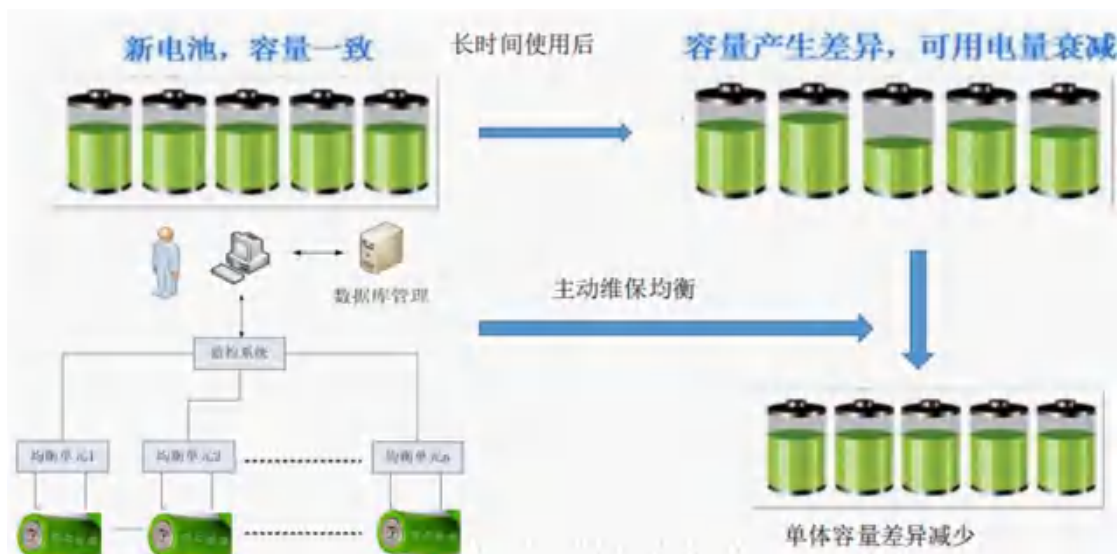 新电池，容量一致
长时间使用后
容量产生差异，可用电量衰减
数据库管理
主动维保均衡
监控系统
均衡单元1
均衡单元2
均衡单元n
单体容量差异减少